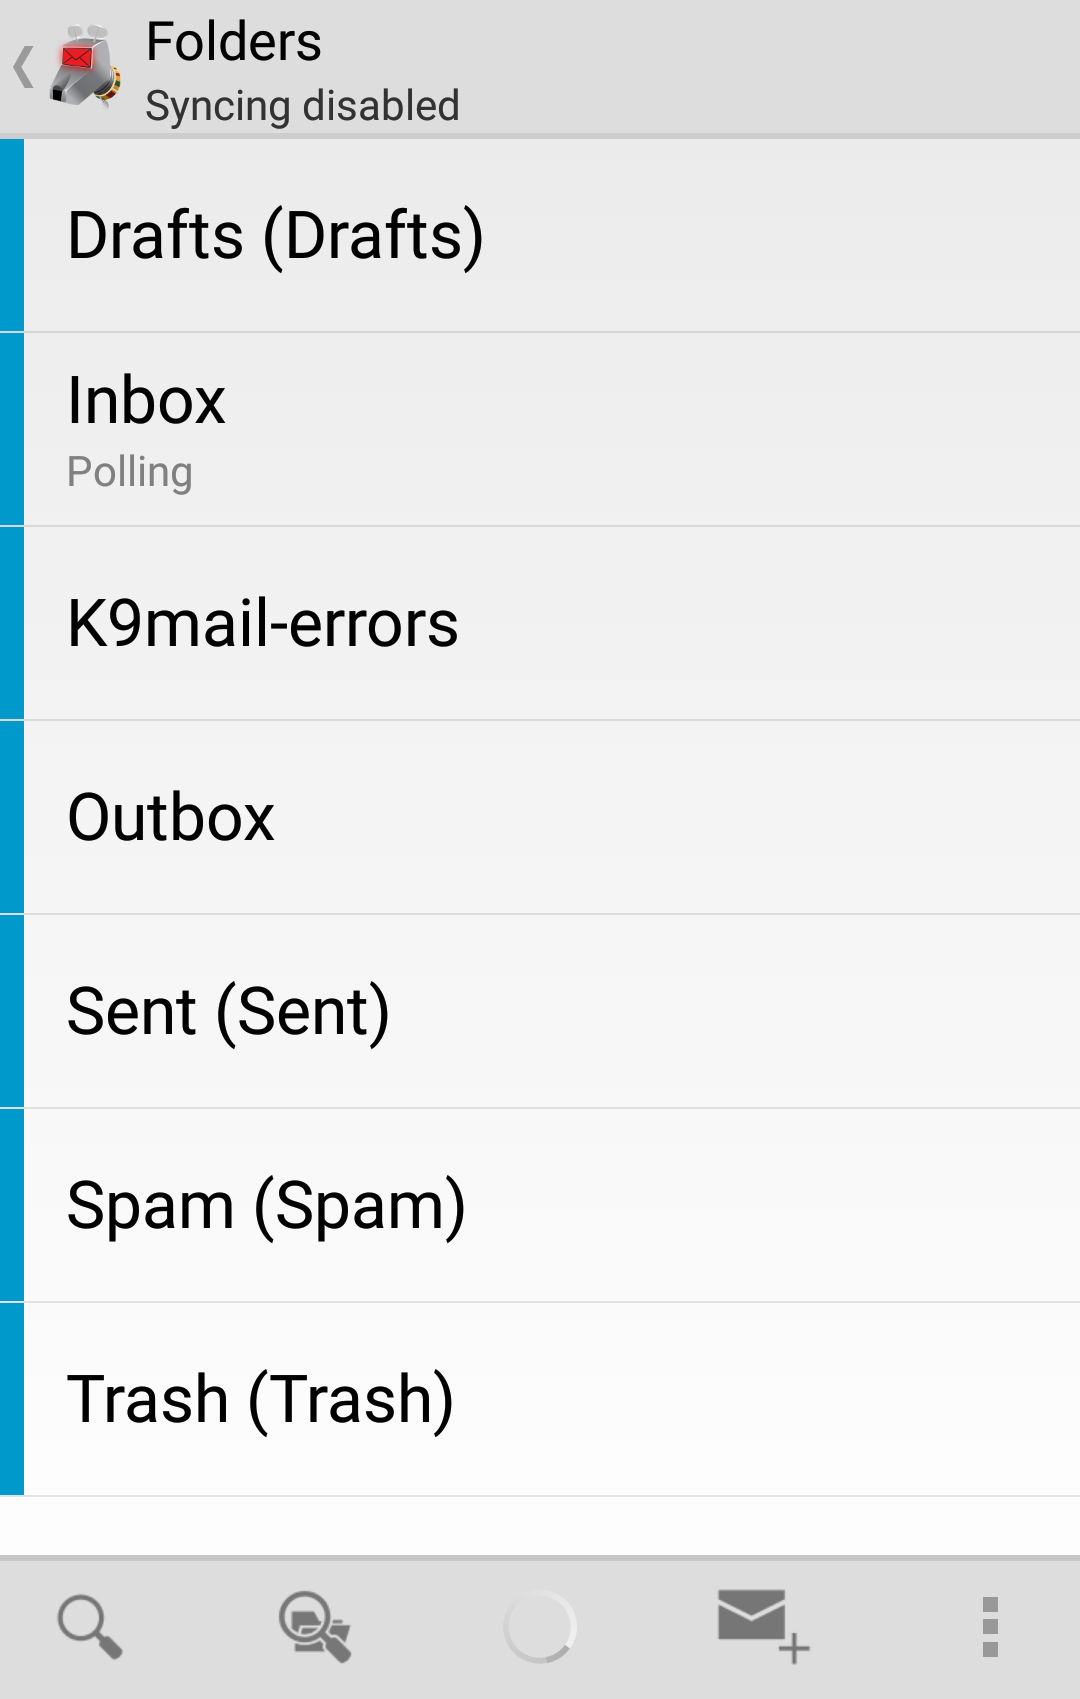 Folders
Syncing disabled
Drafts (Drafts)
Inbox
Polling
K9mail-errors
Outbox
Sent (Sent)
Spam (Spam)
Trash (Trash)